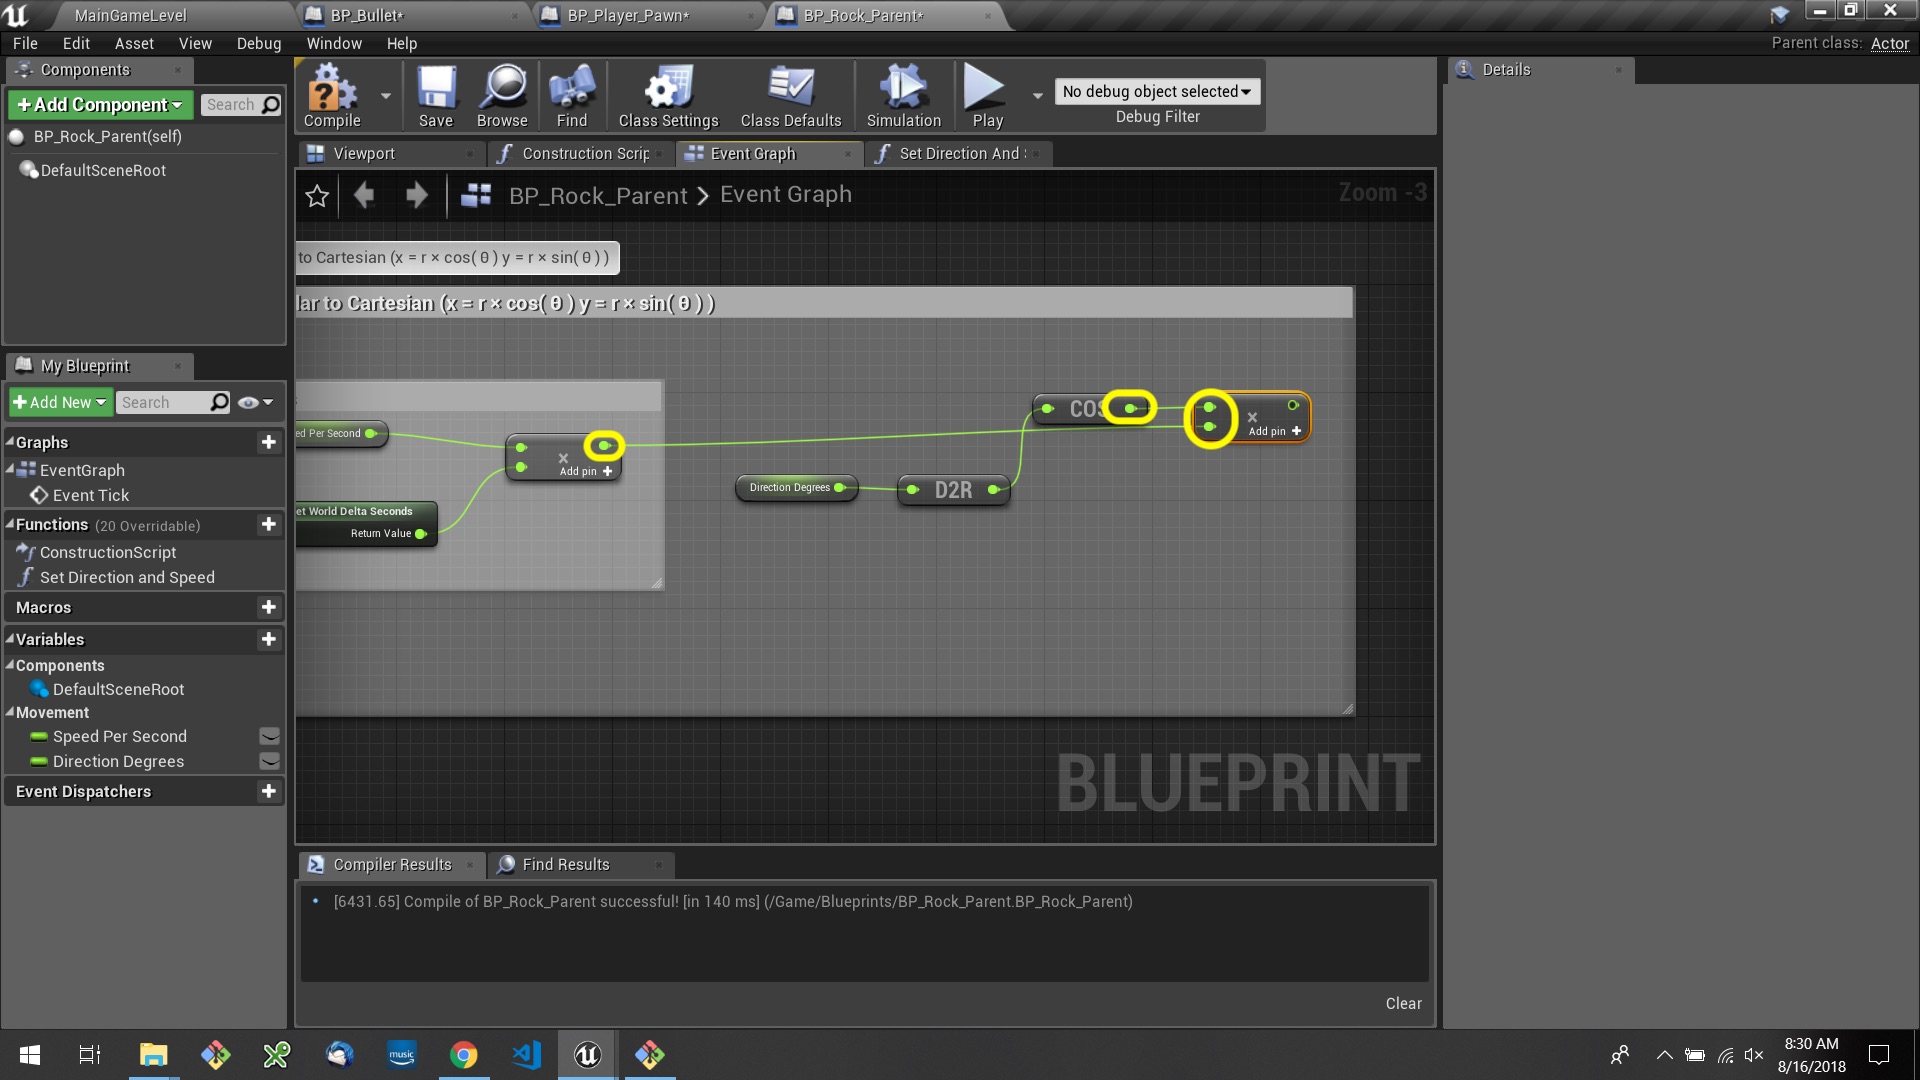 MainGameLevel
BP_Bullet*
BP_Player_Pawn*
BP_Rock_Parent*
File Edit Asset View Debug Window Help
Parent class: Actor
Components
+Add Component
Search
BP_Rock_Parent(self)
DefaultSceneRoot
Compile
Save
Browse
Find
Class Settings
Class Defaults
Simulation
Play
No debug object selected
Debug Filter
Details
Viewport
Construction Scrip
Event Graph
Set Direction And
BP_Rock_Parent > Event Graph
Zoom -3
to Cartesian (x = r × cos( θ ) y = r × sin( θ ) )
lar to Cartesian (x = r × cos( θ ) y = r × sin( θ ) )
ed Per Second
×
Add pin +
et World Delta Seconds
Return Value
Direction Degrees
D2R
COS
×
Add pin +
BLUEPRINT
My Blueprint
+Add New
Search
Graphs
EventGraph
Event Tick
Functions (20 Overridable)
ConstructionScript
Set Direction and Speed
Macros
Variables
Components
DefaultSceneRoot
Movement
Speed Per Second
Direction Degrees
Event Dispatchers
Compiler Results
Find Results
[6431.65] Compile of BP_Rock_Parent successful! [in 140 ms] (/Game/Blueprints/BP_Rock_Parent.BP_Rock_Parent)
Clear
music
8:30 AM
8/16/2018